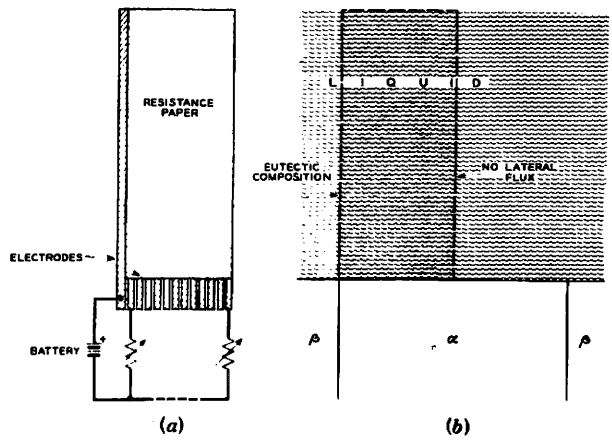 RESISTANCE
PAPER
ELECTRODES~
BATTERY
+
(a)
L I Q U I D
EUTECTIC
COMPOSITION
NO LATERAL
FLUX
β
α
β
(b)